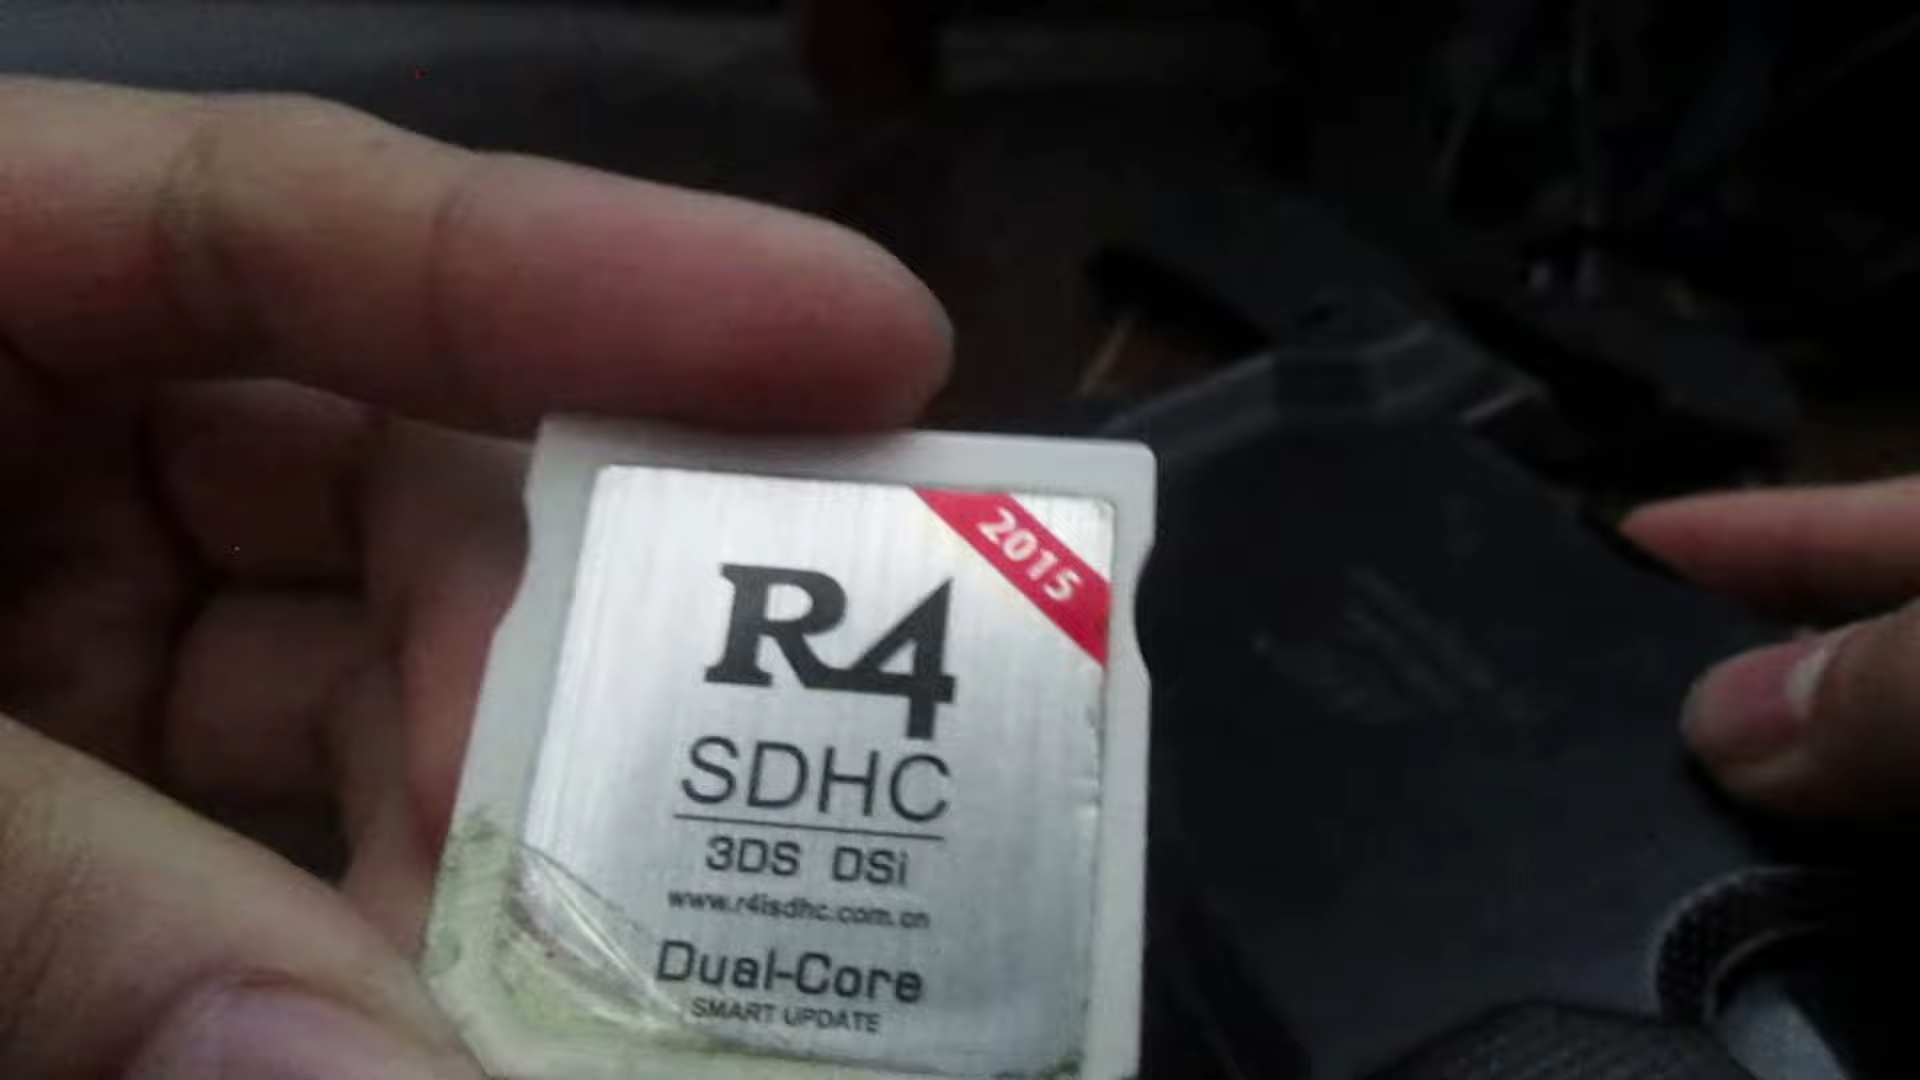 2015
R4
SDHC
3DS DSi
www.r4isdhc.com.cn
Dual-Core
SMART UPDATE